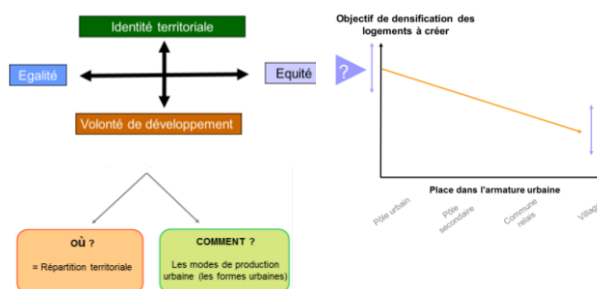 Identité territoriale
Egalité
Equité
Volonté de développement
OÙ ?
= Répartition territoriale
COMMENT ?
Les modes de production
urbaine (les formes urbaines)
Objectif de densification des
logements à créer
?
Place dans l'armature urbaine
Pôle urbain
Pôle
secondaire
Commune
relais